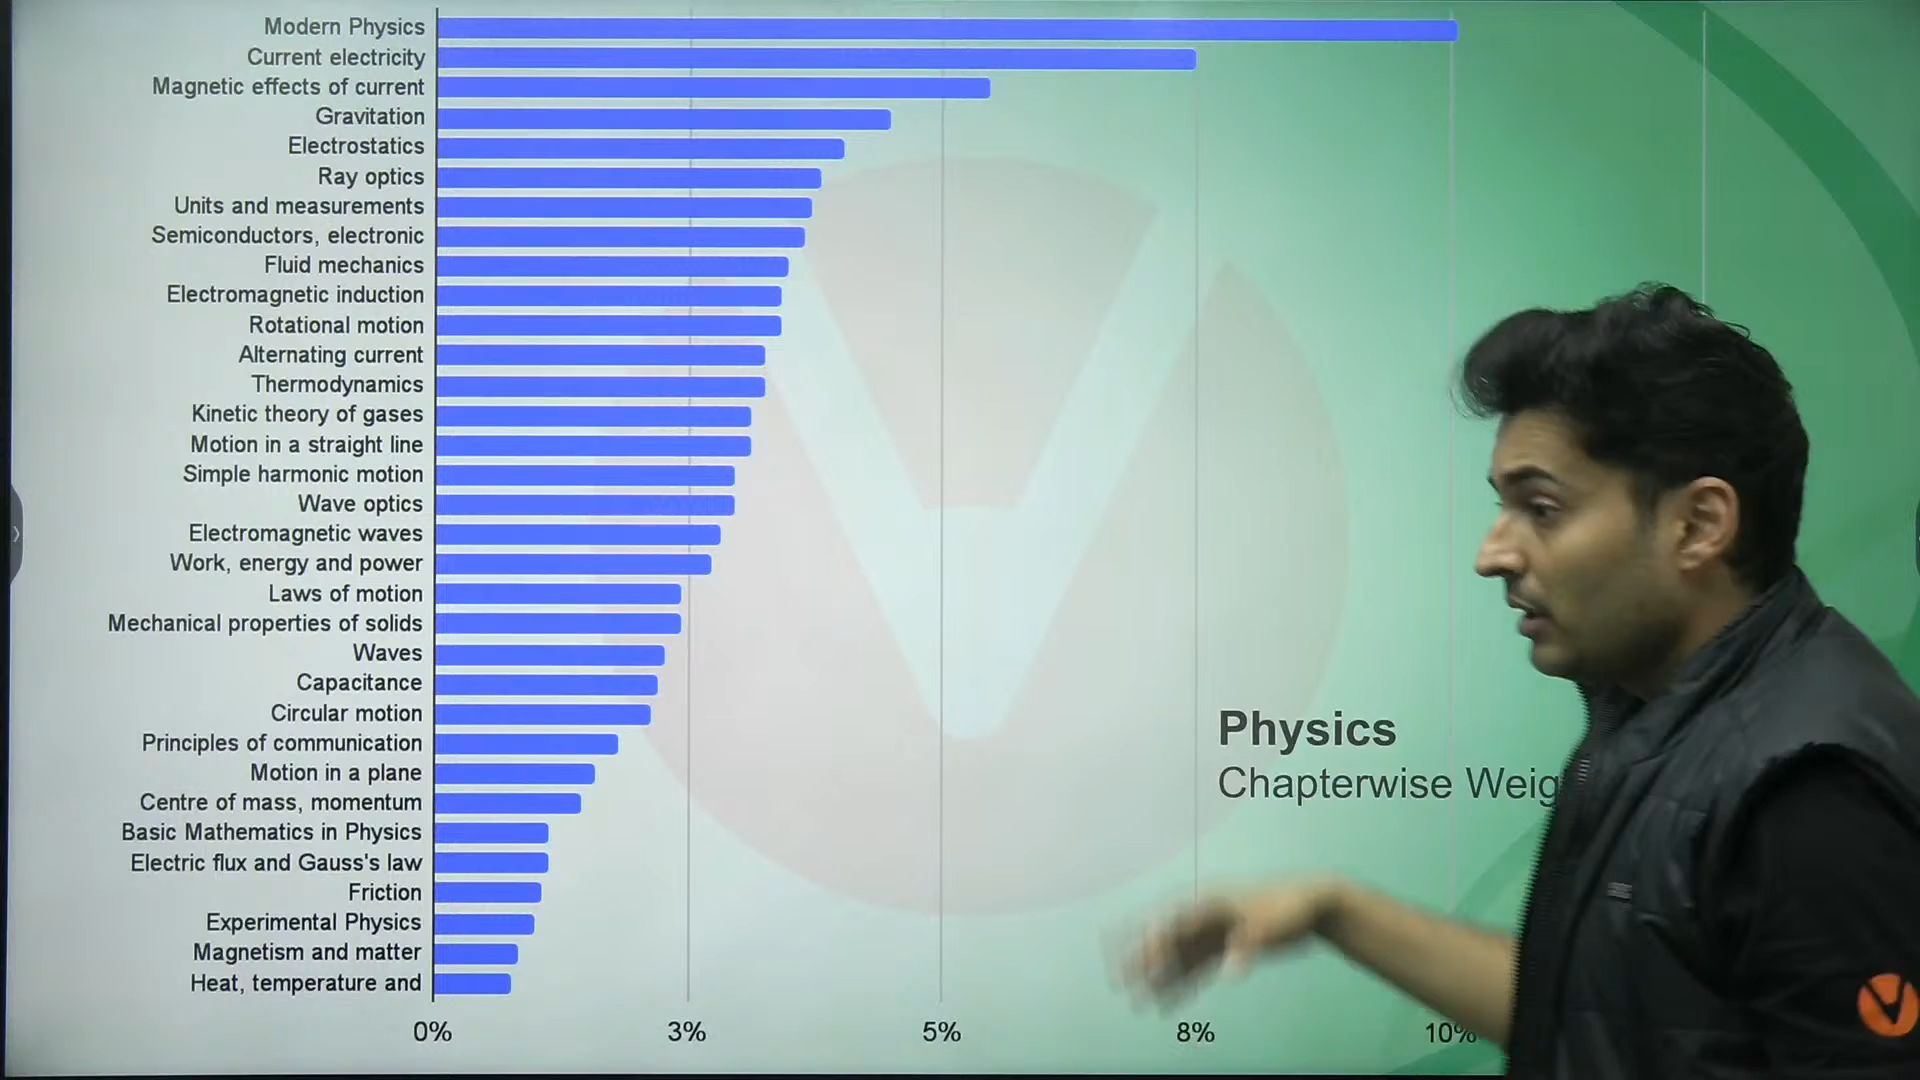 Modern Physics
Current electricity
Magnetic effects of current
Gravitation
Electrostatics
Ray optics
Units and measurements
Semiconductors, electronic
Fluid mechanics
Electromagnetic induction
Rotational motion
Alternating current
Thermodynamics
Kinetic theory of gases
Motion in a straight line
Simple harmonic motion
Wave optics
Electromagnetic waves
Work, energy and power
Laws of motion
Mechanical properties of solids
Waves
Capacitance
Circular motion
Principles of communication
Motion in a plane
Centre of mass, momentum
Basic Mathematics in Physics
Electric flux and Gauss's law
Friction
Experimental Physics
Magnetism and matter
Heat, temperature and
0% 3% 5% 8% 10%
Physics
Chapterwise Weig